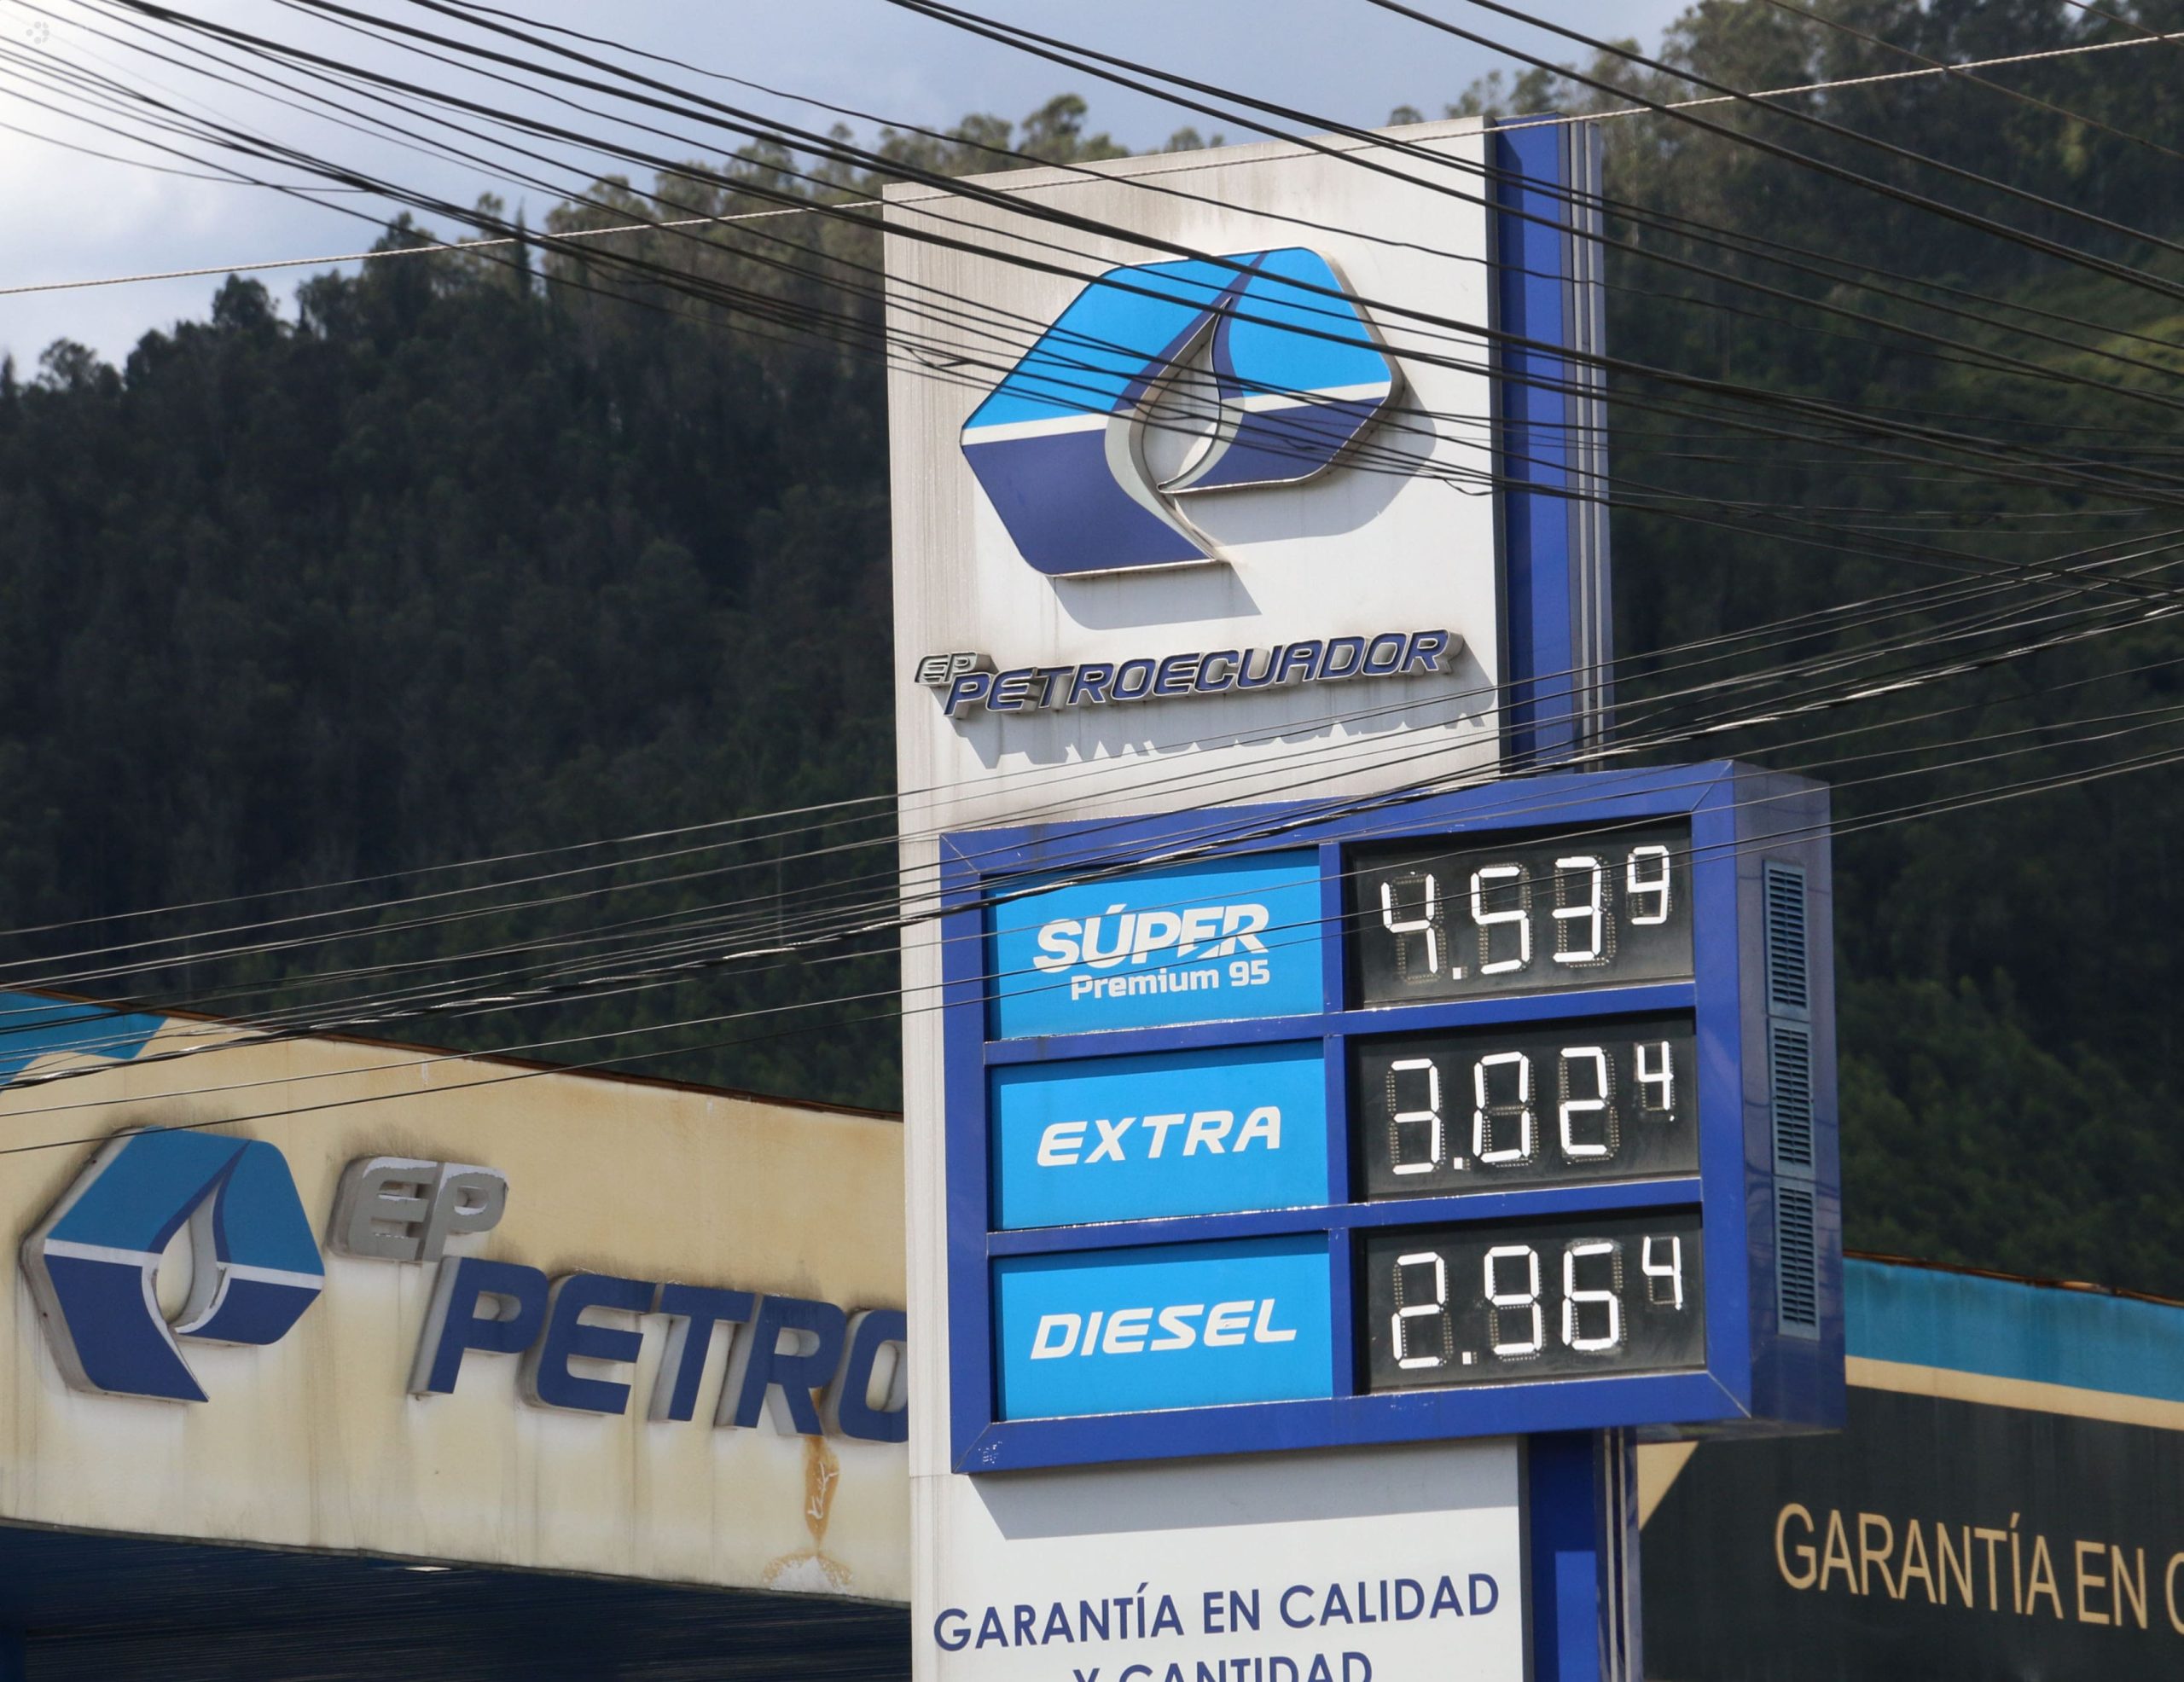 EP PETROECUADOR
SÚPER 4.539
Premium 95
EXTRA 3.024
DIESEL 2.964
EP
PETRO
GARANTÍA EN CALIDAD
Y CANTIDAD
GARANTÍA EN C